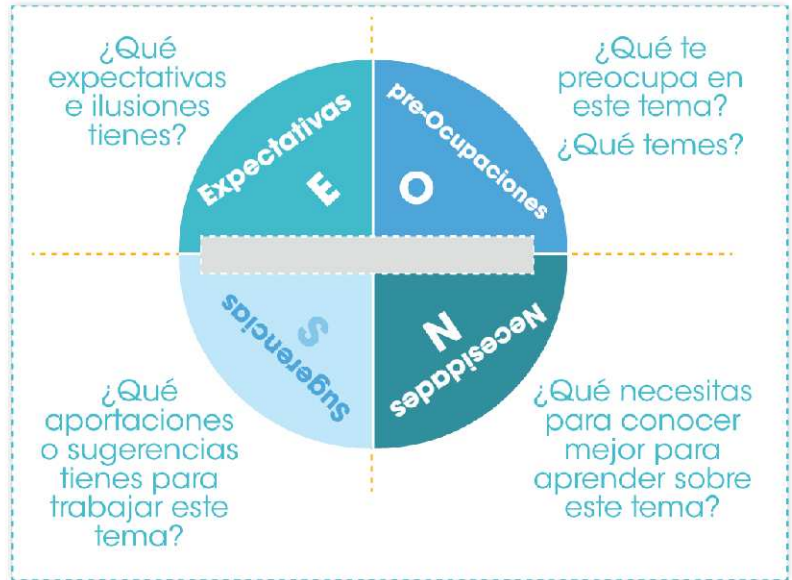 ¿Qué
expectativas
e ilusiones
tienes?
¿Qué te
preocupa en
este tema?
¿Qué temes?
Expectativas
E
pre-Ocupaciones
O
S
Sugerencias
N
Necesidades
¿Qué
aportaciones
o sugerencias
tienes para
trabajar este
tema?
¿Qué necesitas
para conocer
mejor para
aprender sobre
este tema?